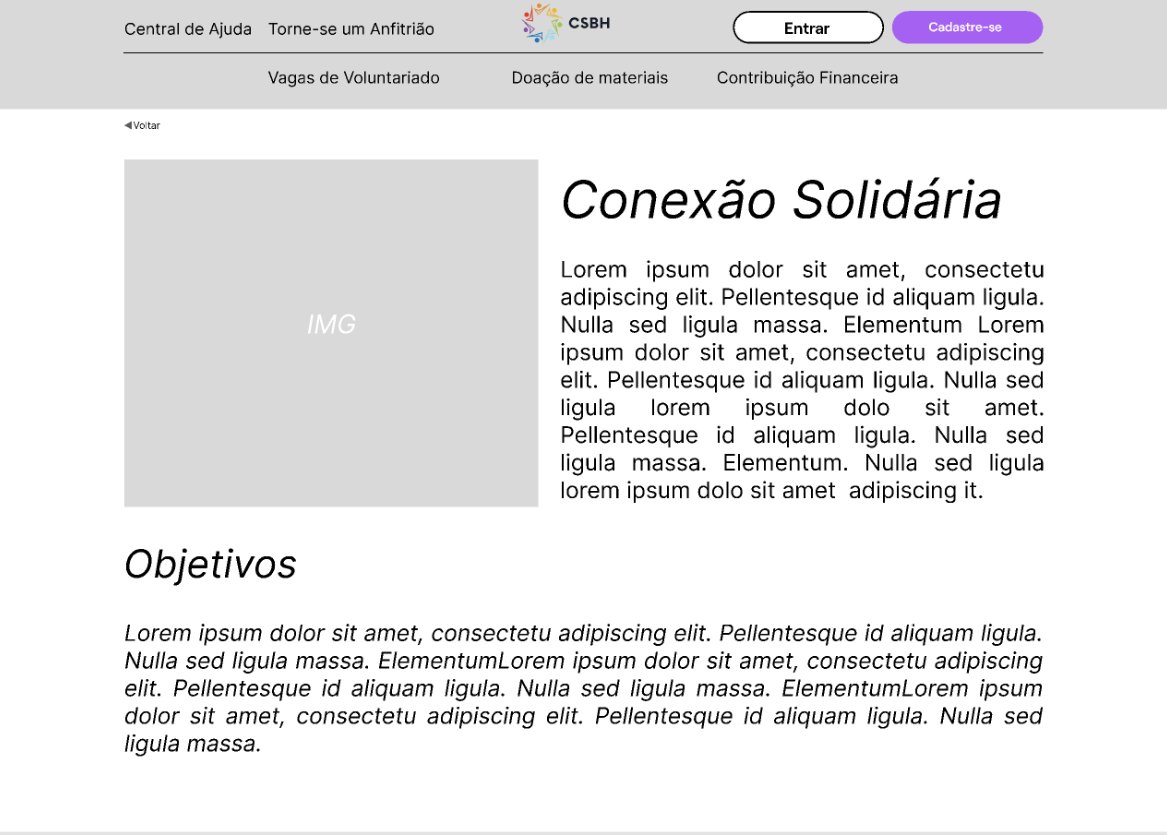 Central de Ajuda
Torne-se um Anfitrião
CSBH
Entrar
Cadastre-se
Vagas de Voluntariado
Doação de materiais
Contribuição Financeira
Voltar
IMG
Conexão Solidária
Lorem ipsum dolor sit amet, consectetu
adipiscing elit. Pellentesque id aliquam ligula.
Nulla sed ligula massa. Elementum Lorem
ipsum dolor sit amet, consectetu adipiscing
elit. Pellentesque id aliquam ligula. Nulla sed
ligula lorem ipsum dolo sit amet.
Pellentesque id aliquam ligula. Nulla sed
ligula massa. Elementum. Nulla sed ligula
lorem ipsum dolo sit amet adipiscing it.
Objetivos
Lorem ipsum dolor sit amet, consectetu adipiscing elit. Pellentesque id aliquam ligula.
Nulla sed ligula massa. ElementumLorem ipsum dolor sit amet, consectetu adipiscing
elit. Pellentesque id aliquam ligula. Nulla sed ligula massa. ElementumLorem ipsum
dolor sit amet, consectetu adipiscing elit. Pellentesque id aliquam ligula. Nulla sed
ligula massa.